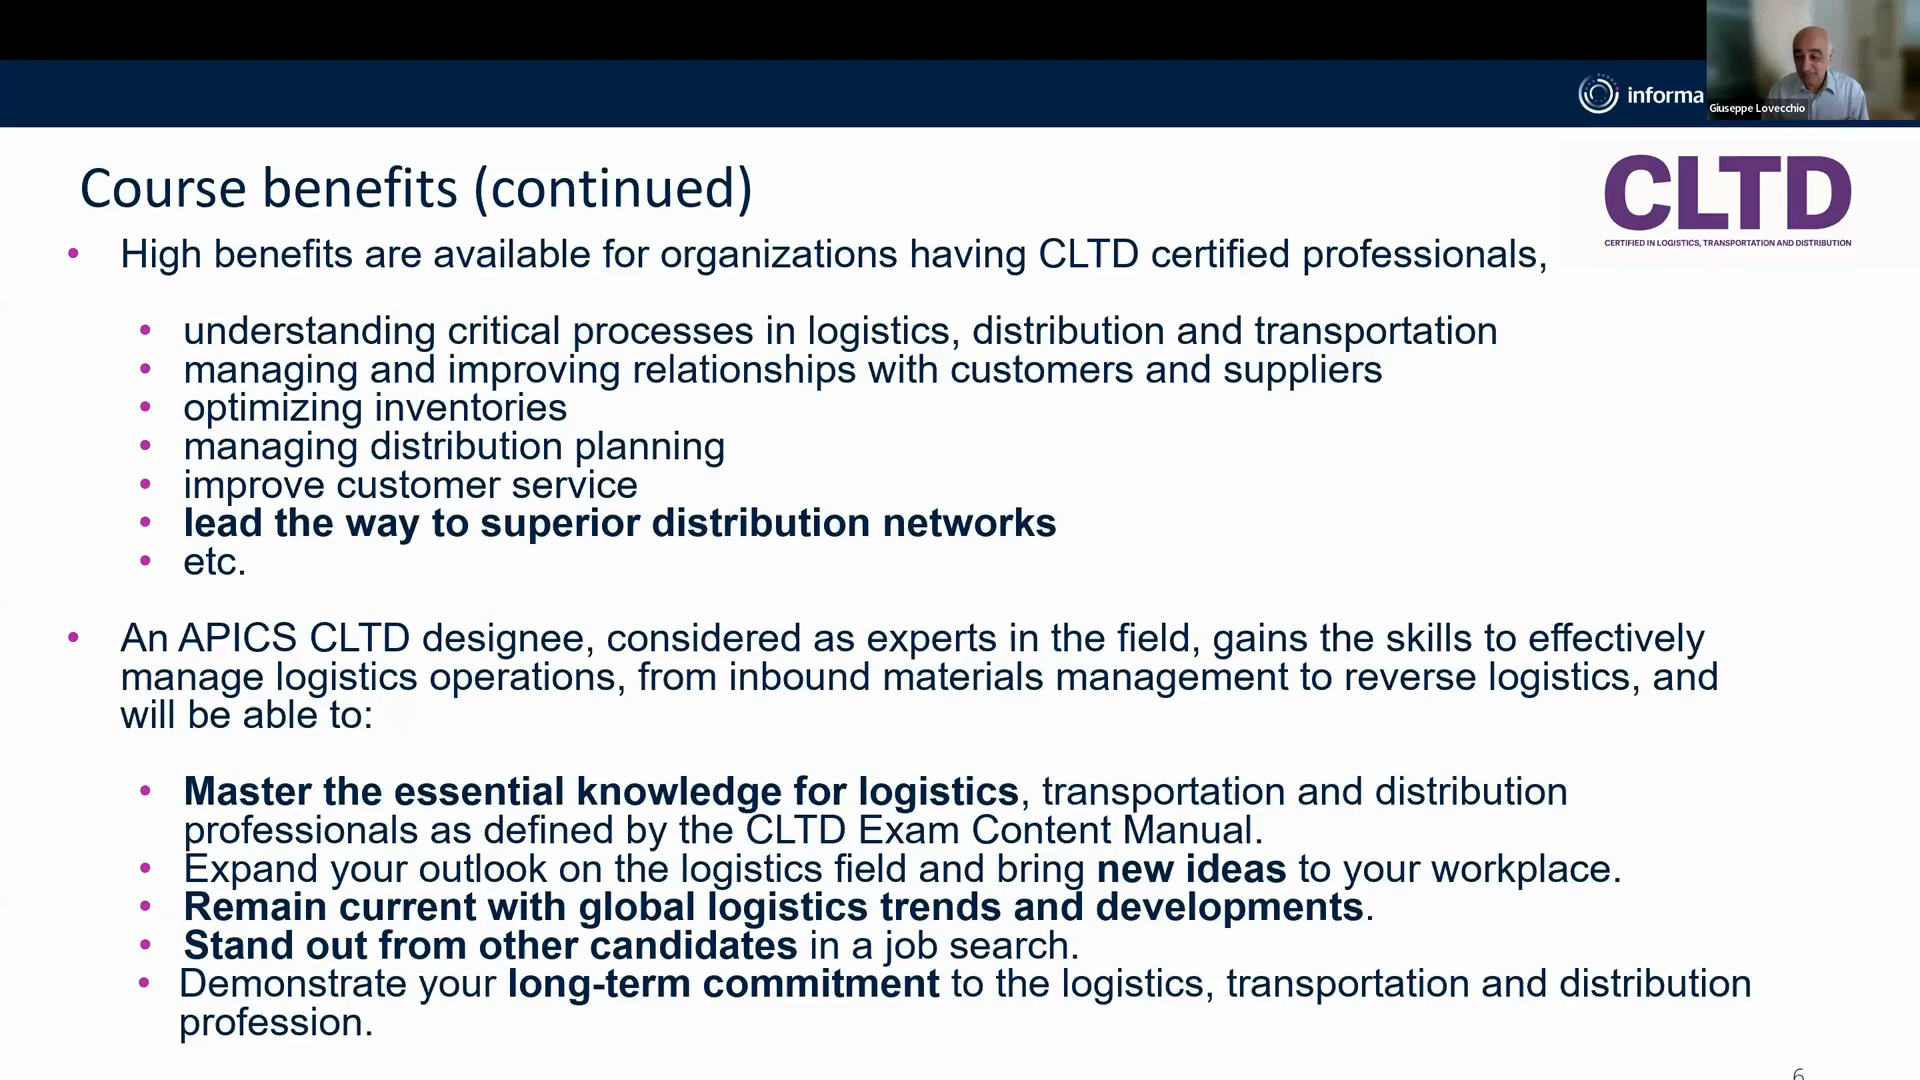 informa
Giuseppe Lovecchio
Course benefits (continued)
CLTD
CERTIFIED IN LOGISTICS, TRANSPORTATION AND DISTRIBUTION
• High benefits are available for organizations having CLTD certified professionals,
• understanding critical processes in logistics, distribution and transportation
• managing and improving relationships with customers and suppliers
• optimizing inventories
• managing distribution planning
• improve customer service
• lead the way to superior distribution networks
• etc.
• An APICS CLTD designee, considered as experts in the field, gains the skills to effectively
manage logistics operations, from inbound materials management to reverse logistics, and
will be able to:
• Master the essential knowledge for logistics, transportation and distribution
professionals as defined by the CLTD Exam Content Manual.
• Expand your outlook on the logistics field and bring new ideas to your workplace.
• Remain current with global logistics trends and developments.
• Stand out from other candidates in a job search.
• Demonstrate your long-term commitment to the logistics, transportation and distribution
profession.
6